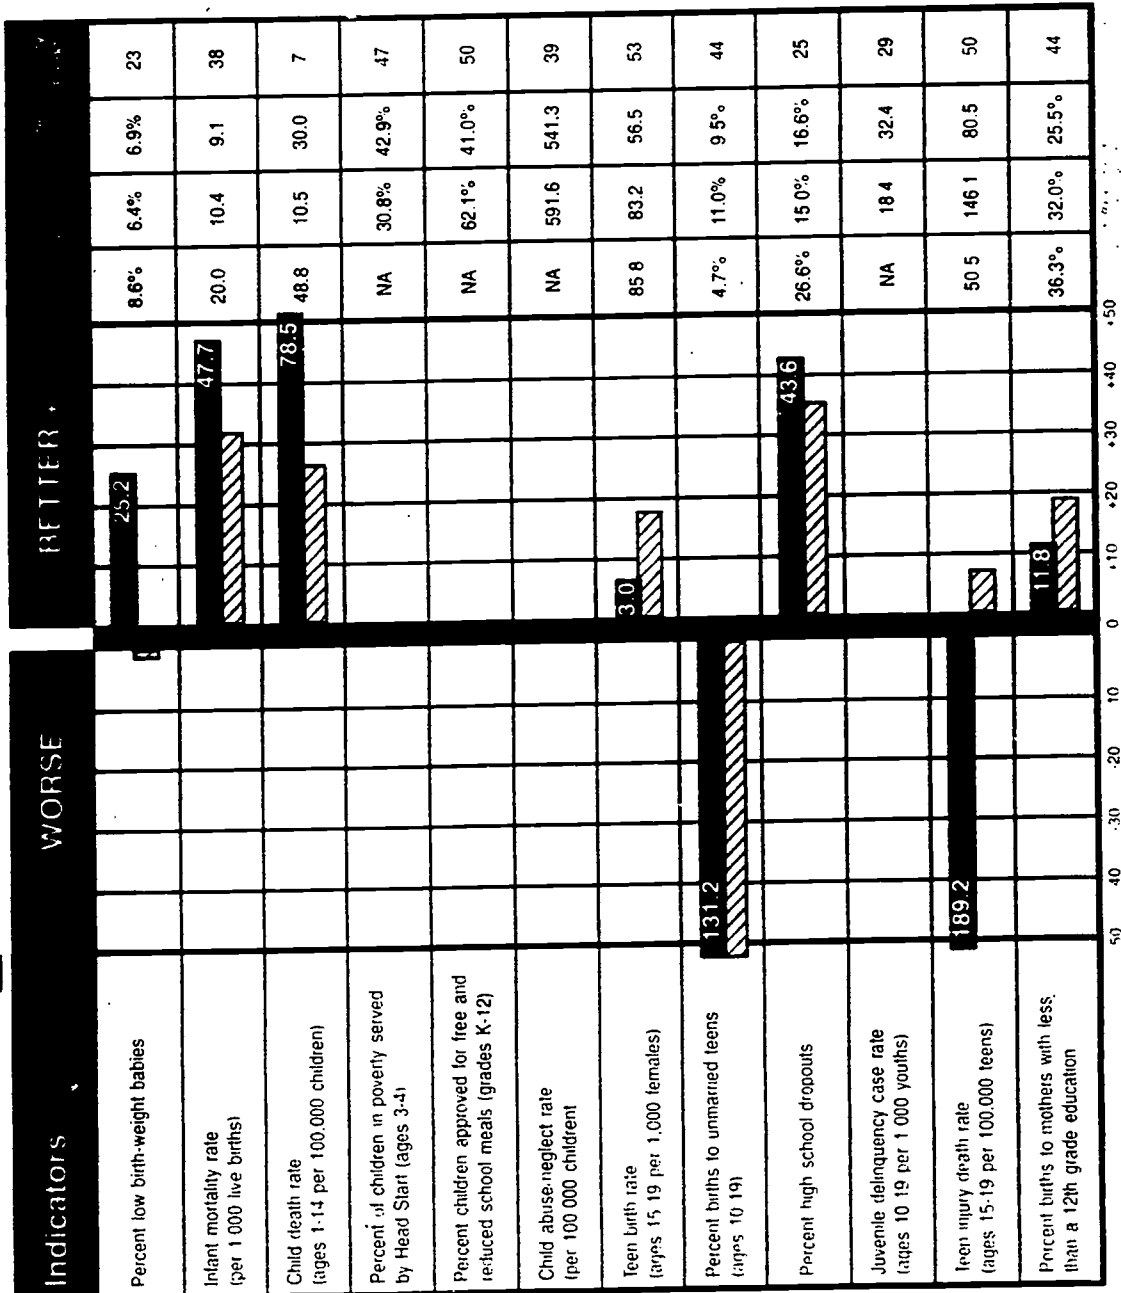 Indicators WORSE BETTER +
Percent low birth-weight babies 25.2 8.6% 6.4% 6.9% 23
Infant mortality rate
(per 1 000 live births) 47.7 20.0 10.4 9.1 38
Child death rate
(ages 1-14 per 100,000 children) 78.5 48.8 10.5 30.0 7
Percent of children in poverty served
by Head Start (ages 3-4) NA 30.8% 42.9% 47
Percent children approved for free and
reduced school meals (grades K-12) NA 62.1% 41.0% 50
Child abuse-neglect rate
(per 100 000 children) NA 591.6 541.3 39
Teen birth rate
(ages 15 19 per 1,000 females) 3.0 85 8 83.2 56.5 53
Percent births to unmarried teens
(ages 10 19) 131.2 4.7% 11.0% 9 5% 44
Percent high school dropouts 43.6 26.6% 15 0% 16.6% 25
Juvenile delinquency case rate
(ages 10 19 per 1 000 youths) NA 18 4 32.4 29
Teen injury death rate
(ages 15-19 per 100.000 teens) 189.2 50 5 146 1 80.5 50
Percent births to mothers with less
than a 12th grade education 11.8 36.3% 32.0% 25.5% 44
50 40 -30 -20 10 0 +10 +20 +30 +40 +50